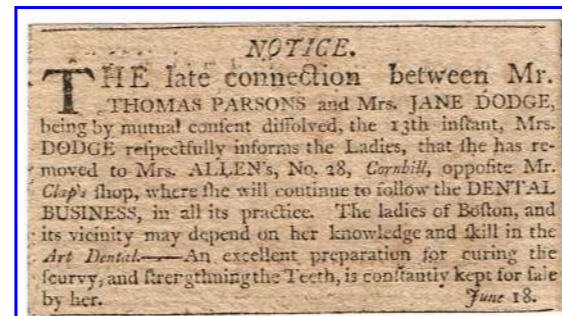 NOTICE.
THE late connection between Mr.
THOMAS PARSONS and Mrs. JANE DODGE,
being by mutual conſent diſſolved, the 13th inſtant, Mrs.
DODGE reſpectfully informs the Ladies, that ſhe has re-
moved to Mrs. ALLEN's, No. 28, Cornhill, oppoſite Mr.
Clap's ſhop, where ſhe will continue to follow the DENTAL
BUSINESS, in all its practice. The ladies of Boſton, and
its vicinity may depend on her knowledge and ſkill in the
Art Dental.——An excellent preparation for curing the
ſcurvy, and ſtrengthning the Teeth, is conſtantly kept for ſale
by her. June 18.